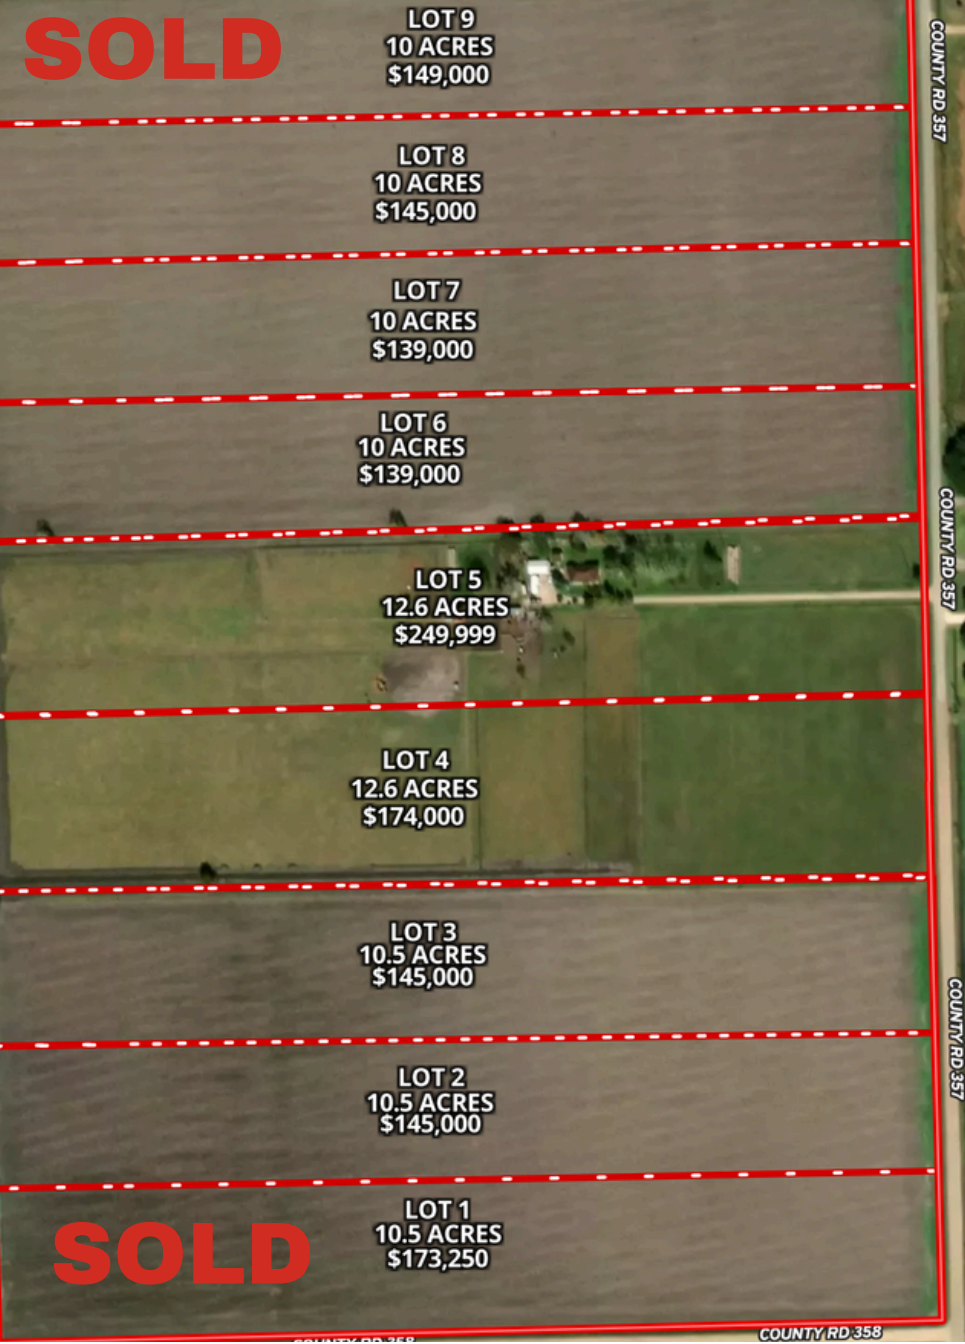 SOLD
LOT 9
10 ACRES
$149,000
COUNTY RD 357
LOT 8
10 ACRES
$145,000
LOT 7
10 ACRES
$139,000
LOT 6
10 ACRES
$139,000
COUNTY RD 357
LOT 5
12.6 ACRES
$249,999
LOT 4
12.6 ACRES
$174,000
LOT 3
10.5 ACRES
$145,000
COUNTY RD 357
LOT 2
10.5 ACRES
$145,000
LOT 1
10.5 ACRES
$173,250
SOLD
COUNTY RD 358
COUNTY RD 358